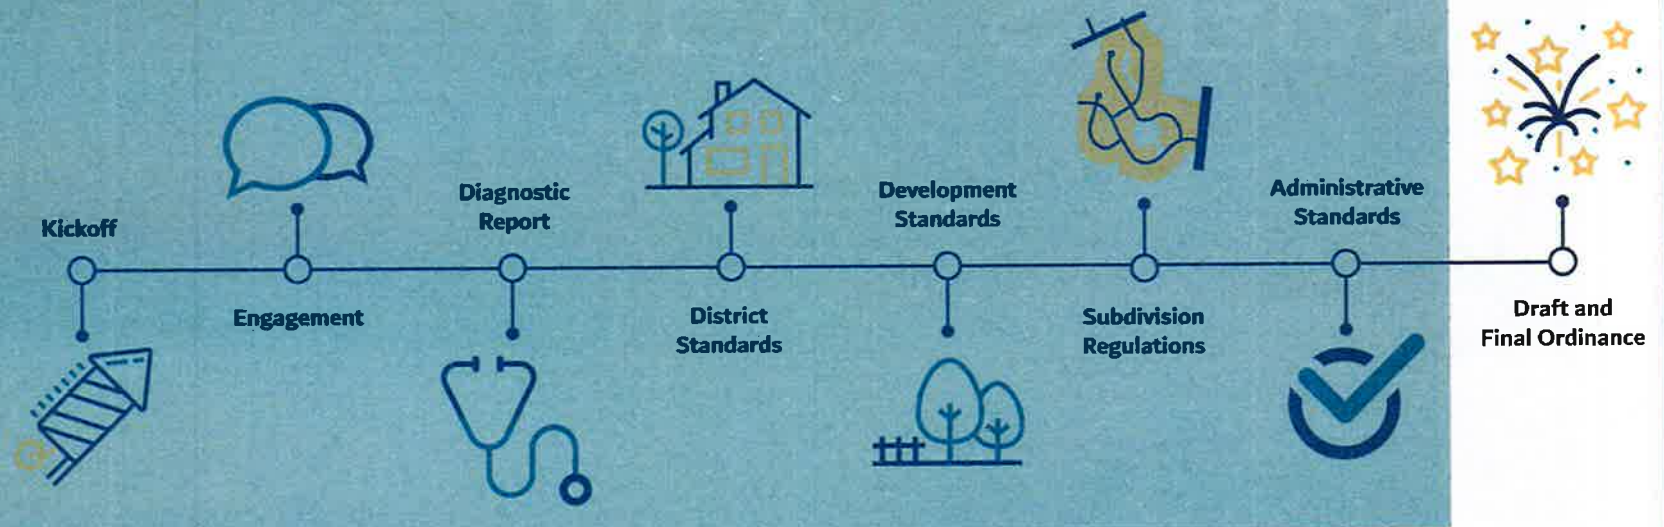 Kickoff
Engagement
Diagnostic
Report
District
Standards
Development
Standards
Subdivision
Regulations
Administrative
Standards
Draft and
Final Ordinance